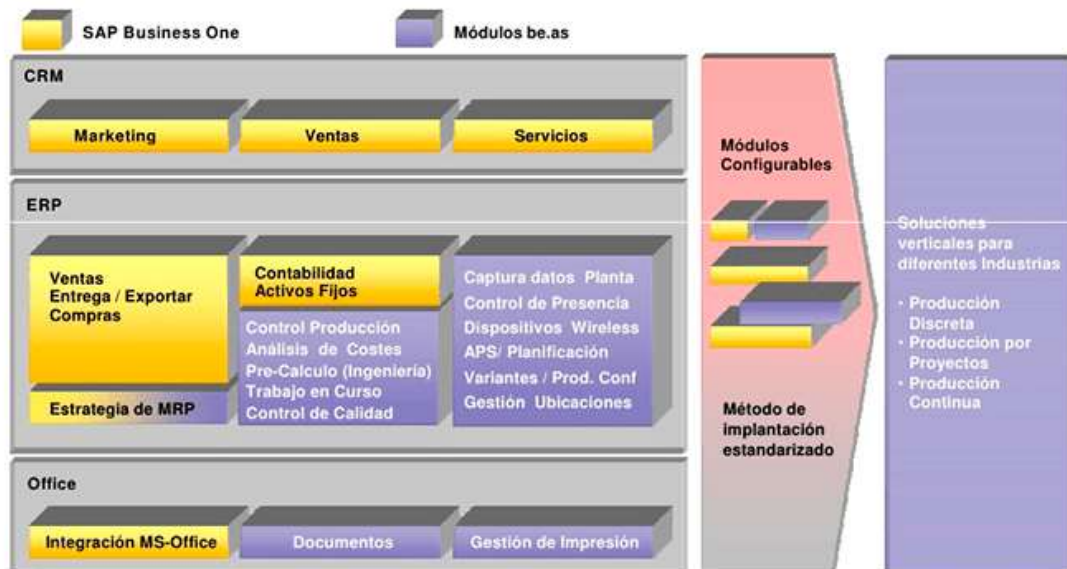 SAP Business One
Módulos be.as
CRM
Marketing
Ventas
Servicios
ERP
Ventas
Entrega / Exportar
Compras
Estrategia de MRP
Contabilidad
Activos Fijos
Control Producción
Análisis de Costes
Pre-Calculo (Ingeniería)
Trabajo en Curso
Control de Calidad
Captura datos Planta
Control de Presencia
Dispositivos Wireless
APS/ Planificación
Variantes / Prod. Conf
Gestión Ubicaciones
Office
Integración MS-Office
Documentos
Gestión de Impresión
Módulos
Configurables
Método de
implantación
estandarizado
Soluciones
verticales para
diferentes Industrias
• Producción
Discreta
• Producción por
Proyectos
• Producción
Continua